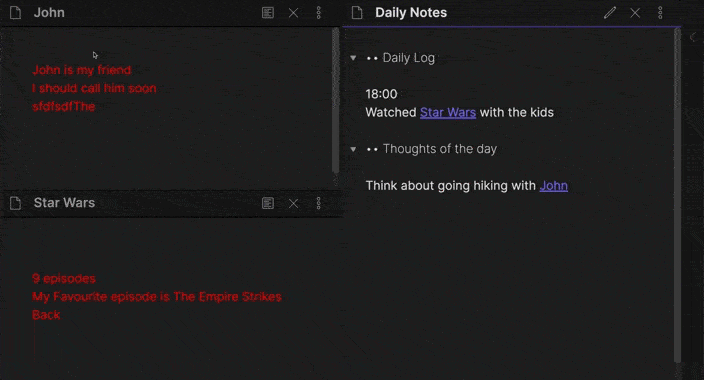 John
John is my friend
I should call him soon
sfdfsdfThe
Star Wars
9 episodes
My Favourite episode is The Empire Strikes
Back
Daily Notes
•• Daily Log
18:00
Watched Star Wars with the kids
•• Thoughts of the day
Think about going hiking with John